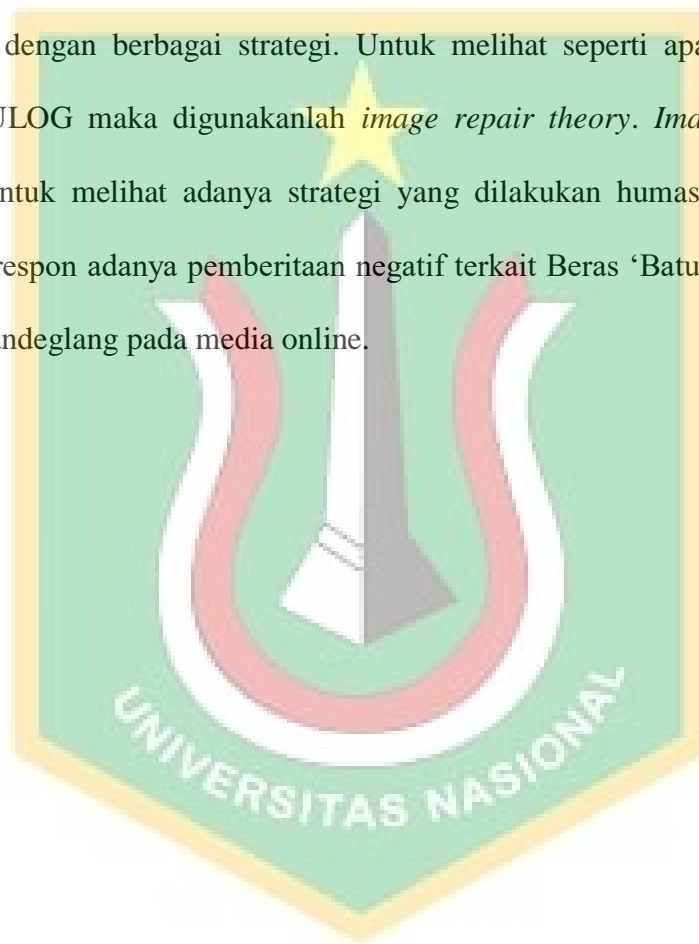 dengan berbagai strategi. Untuk melihat seperti apa
ULOG maka digunakanlah image repair theory. Ima
ntuk melihat adanya strategi yang dilakukan humas
respon adanya pemberitaan negatif terkait Beras ‘Batu
ndeglang pada media online.
UNIVERSITAS NASIONAL